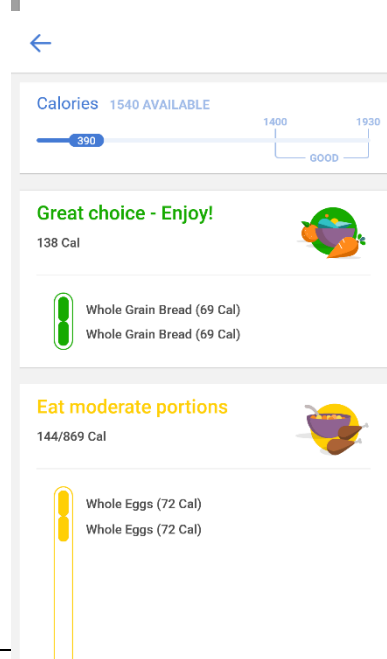 Calories 1540 AVAILABLE
1400 1930
390
GOOD
Great choice - Enjoy!
138 Cal
Whole Grain Bread (69 Cal)
Whole Grain Bread (69 Cal)
Eat moderate portions
144/869 Cal
Whole Eggs (72 Cal)
Whole Eggs (72 Cal)